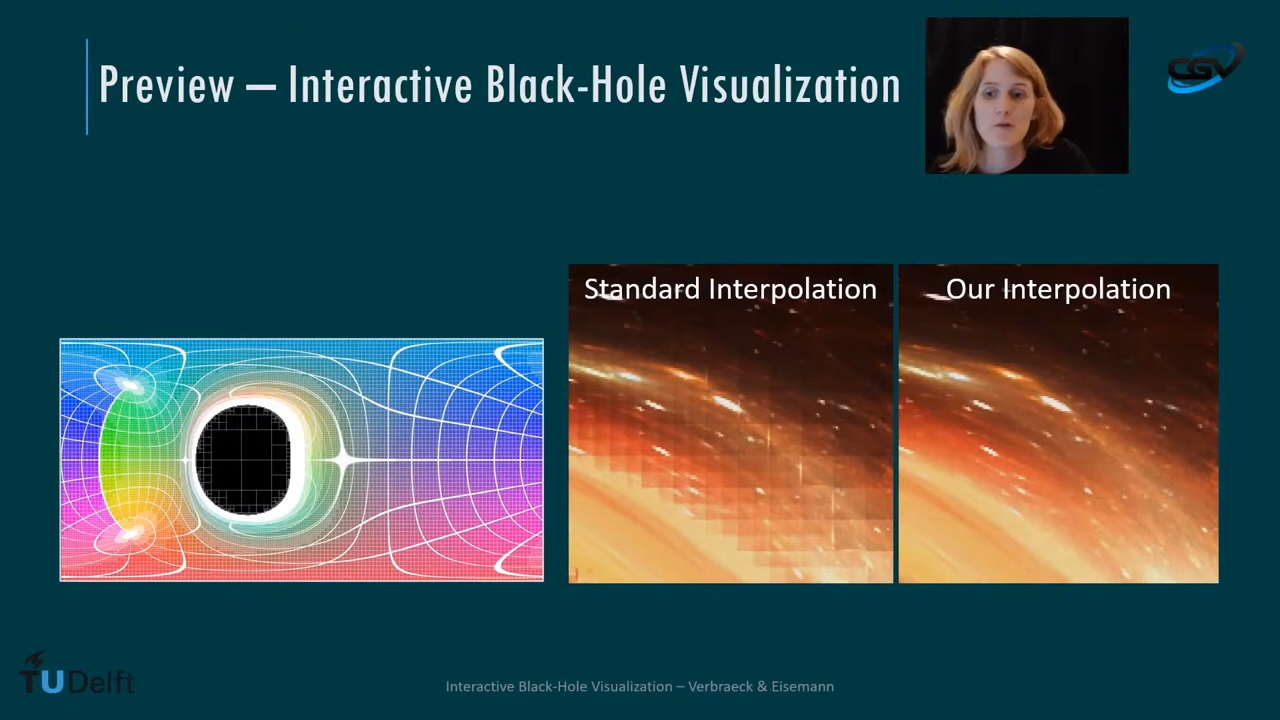 Preview – Interactive Black-Hole Visualization
CGV
Standard Interpolation
Our Interpolation
TUDelft
Interactive Black-Hole Visualization – Verbraeck & Eisemann